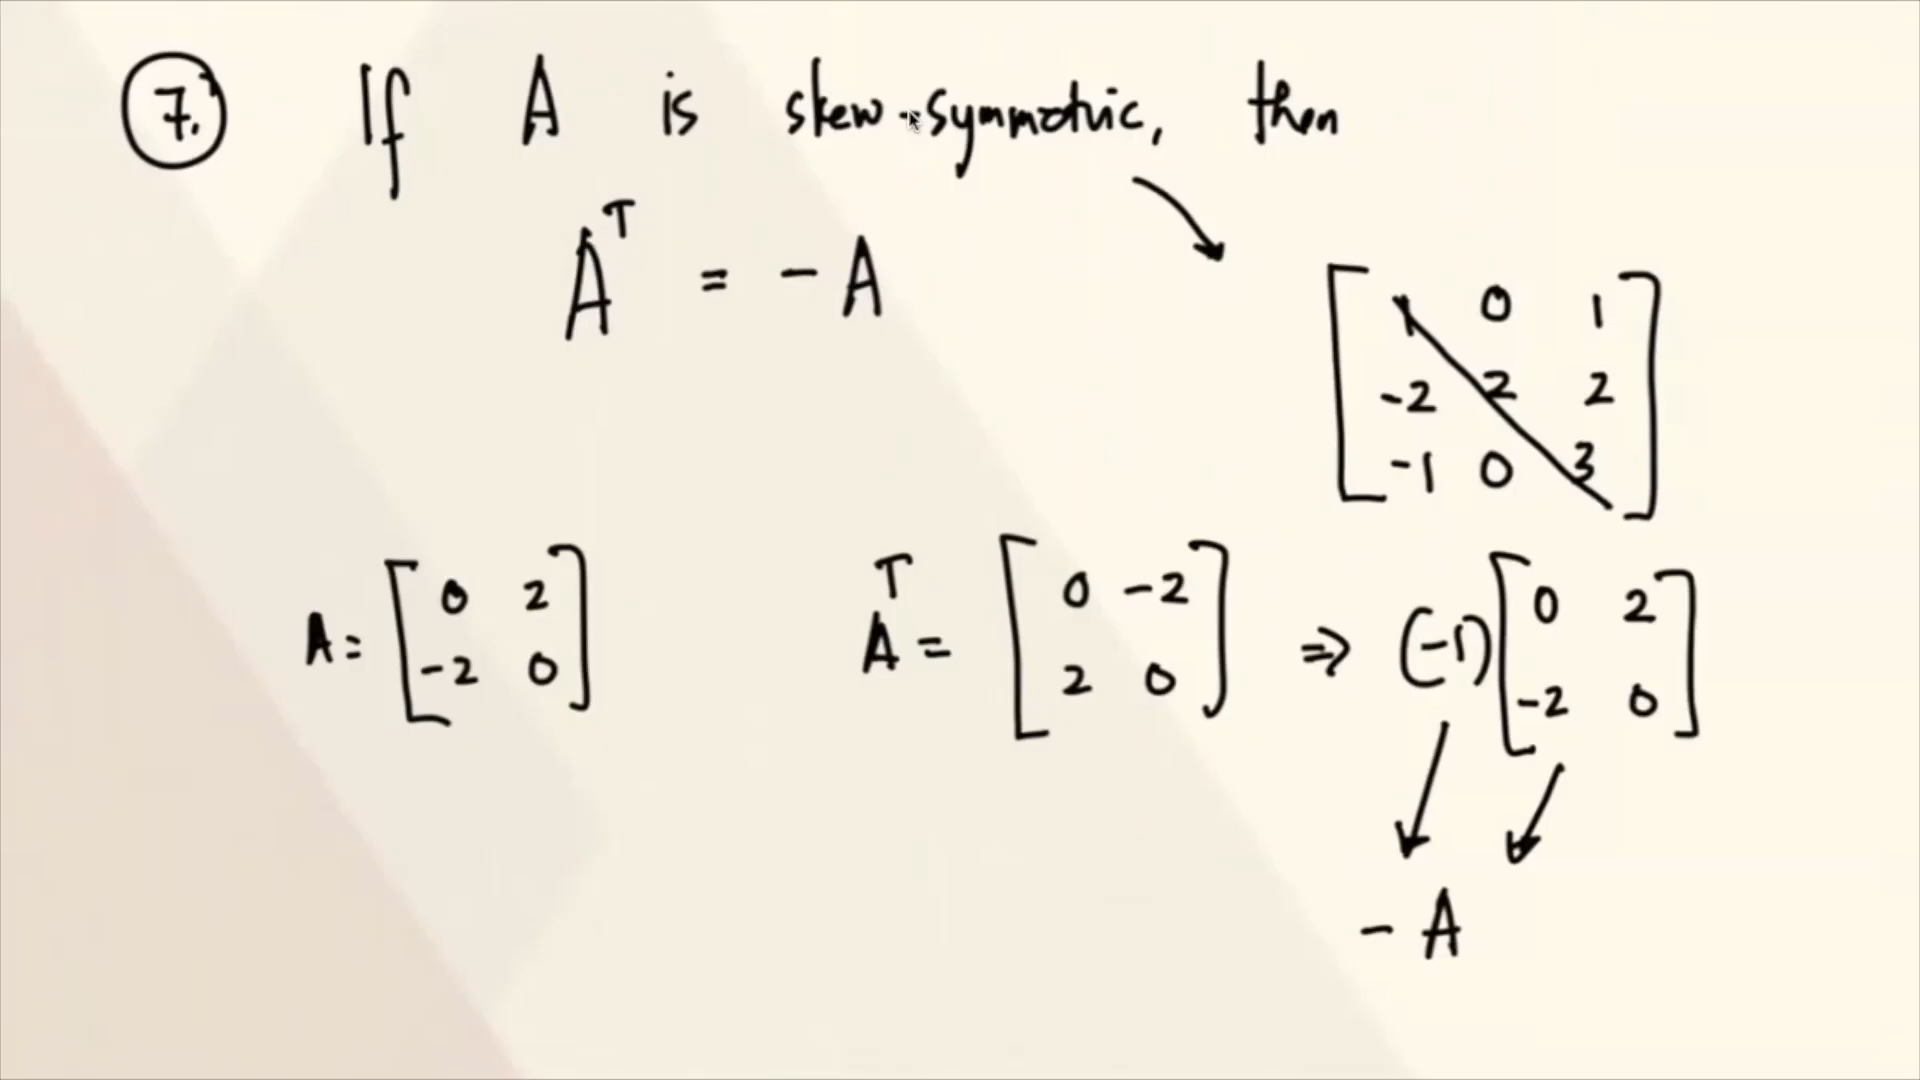 7. If A is skew-symmetric, then
A^T = - A
[ 1 0 1
-2 2 2
-1 0 3 ]
A = [ 0 2
-2 0 ]
A^T = [ 0 -2
2 0 ]
⇒ (-1) [ 0 2
-2 0 ]
- A